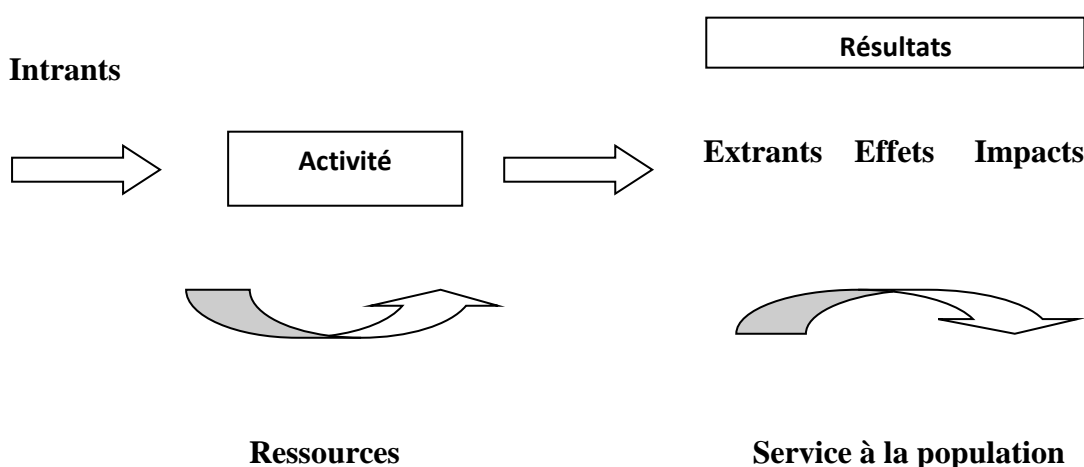 Résultats
Intrants
Activité
Extrants Effets Impacts
Ressources Service à la population